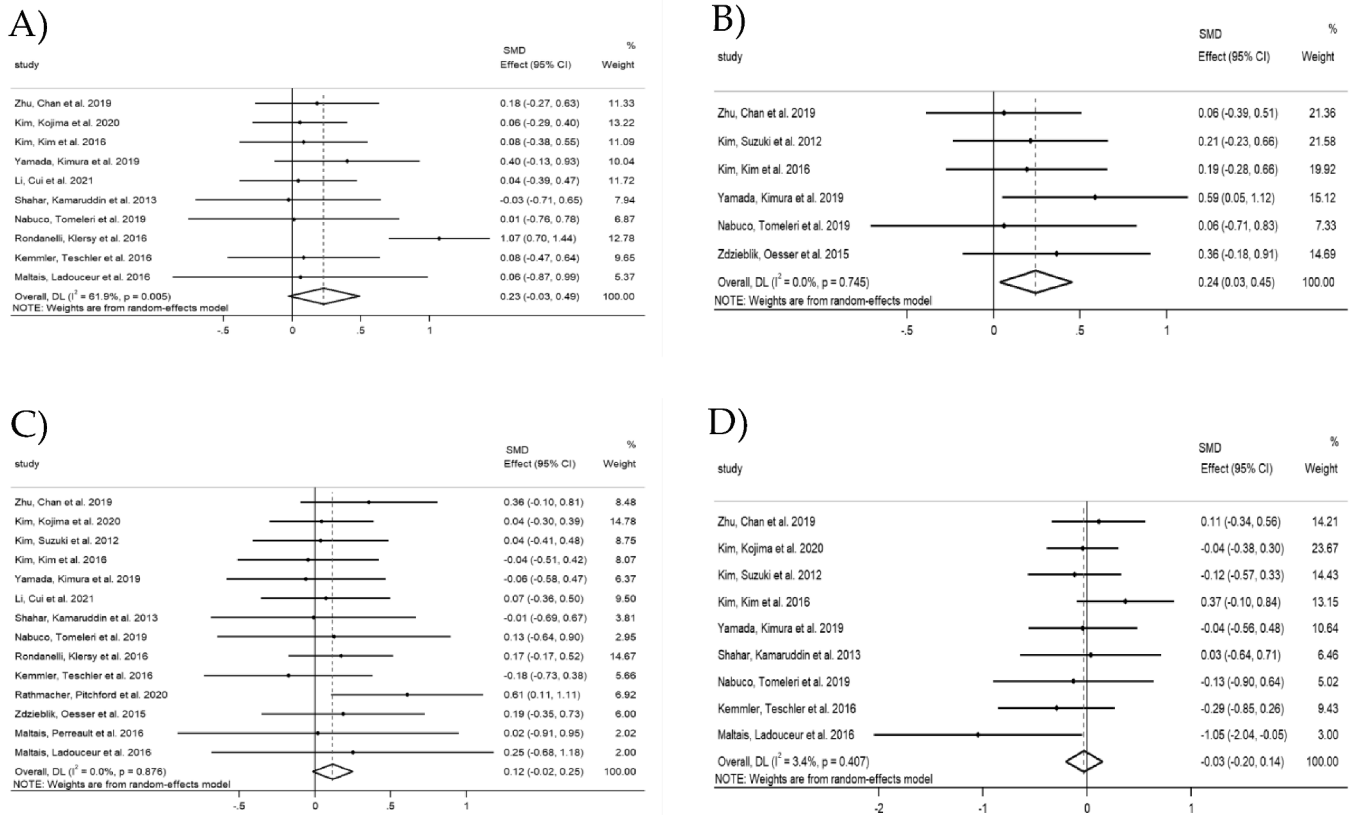 A)
SMD %
study Effect (95% CI) Weight
Zhu, Chan et al. 2019 0.18 (-0.27, 0.63) 11.33
Kim, Kojima et al. 2020 0.06 (-0.29, 0.40) 13.22
Kim, Kim et al. 2016 0.08 (-0.38, 0.55) 11.09
Yamada, Kimura et al. 2019 0.40 (-0.13, 0.93) 10.04
Li, Cui et al. 2021 0.04 (-0.39, 0.47) 11.72
Shahar, Kamaruddin et al. 2013 -0.03 (-0.71, 0.65) 7.94
Nabuco, Tomeleri et al. 2019 0.01 (-0.76, 0.78) 6.87
Rondanelli, Klersy et al. 2016 1.07 (0.70, 1.44) 12.78
Kemmler, Teschler et al. 2016 0.08 (-0.47, 0.64) 9.65
Maltais, Ladouceur et al. 2016 0.06 (-0.87, 0.99) 5.37
Overall, DL (I² = 61.9%, p = 0.005) 0.23 (-0.03, 0.49) 100.00
NOTE: Weights are from random-effects model
-.5 0 .5 1
B)
SMD %
study Effect (95% CI) Weight
Zhu, Chan et al. 2019 0.06 (-0.39, 0.51) 21.36
Kim, Suzuki et al. 2012 0.21 (-0.23, 0.66) 21.58
Kim, Kim et al. 2016 0.19 (-0.28, 0.66) 19.92
Yamada, Kimura et al. 2019 0.59 (0.05, 1.12) 15.12
Nabuco, Tomeleri et al. 2019 0.06 (-0.71, 0.83) 7.33
Zdzieblik, Oesser et al. 2015 0.36 (-0.18, 0.91) 14.69
Overall, DL (I² = 0.0%, p = 0.745) 0.24 (0.03, 0.45) 100.00
NOTE: Weights are from random-effects model
-.5 0 1
C)
SMD %
study Effect (95% CI) Weight
Zhu, Chan et al. 2019 0.36 (-0.10, 0.81) 8.48
Kim, Kojima et al. 2020 0.04 (-0.30, 0.39) 14.78
Kim, Suzuki et al. 2012 0.04 (-0.41, 0.48) 8.75
Kim, Kim et al. 2016 -0.04 (-0.51, 0.42) 8.07
Yamada, Kimura et al. 2019 -0.06 (-0.58, 0.47) 6.37
Li, Cui et al. 2021 0.07 (-0.36, 0.50) 9.50
Shahar, Kamaruddin et al. 2013 -0.01 (-0.69, 0.67) 3.81
Nabuco, Tomeleri et al. 2019 0.13 (-0.64, 0.90) 2.95
Rondanelli, Klersy et al. 2016 0.17 (-0.17, 0.52) 14.67
Kemmler, Teschler et al. 2016 -0.18 (-0.73, 0.38) 5.66
Rathmacher, Pitchford et al. 2020 0.61 (0.11, 1.11) 6.92
Zdzieblik, Oesser et al. 2015 0.19 (-0.35, 0.73) 6.00
Maltais, Perreault et al. 2016 0.02 (-0.91, 0.95) 2.02
Maltais, Ladouceur et al. 2016 0.25 (-0.68, 1.18) 2.00
Overall, DL (I² = 0.0%, p = 0.876) 0.12 (-0.02, 0.25) 100.00
NOTE: Weights are from random-effects model
-.5 0 .5 1
D)
SMD %
study Effect (95% CI) Weight
Zhu, Chan et al. 2019 0.11 (-0.34, 0.56) 14.21
Kim, Kojima et al. 2020 -0.04 (-0.38, 0.30) 23.67
Kim, Suzuki et al. 2012 -0.12 (-0.57, 0.33) 14.43
Kim, Kim et al. 2016 0.37 (-0.10, 0.84) 13.15
Yamada, Kimura et al. 2019 -0.04 (-0.56, 0.48) 10.64
Shahar, Kamaruddin et al. 2013 0.03 (-0.64, 0.71) 6.46
Nabuco, Tomeleri et al. 2019 -0.13 (-0.90, 0.64) 5.02
Kemmler, Teschler et al. 2016 -0.29 (-0.85, 0.26) 9.43
Maltais, Ladouceur et al. 2016 -1.05 (-2.04, -0.05) 3.00
Overall, DL (I² = 3.4%, p = 0.407) -0.03 (-0.20, 0.14) 100.00
NOTE: Weights are from random-effects model
-2 -1 0 1